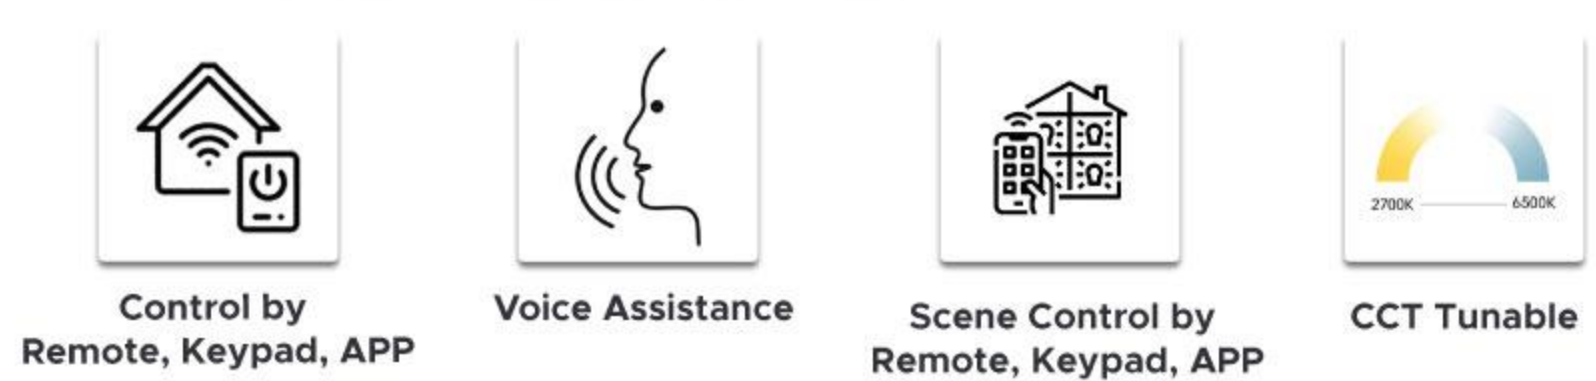 Control by
Remote, Keypad, APP
Voice Assistance
Scene Control by
Remote, Keypad, APP
2700K
6500K
CCT Tunable